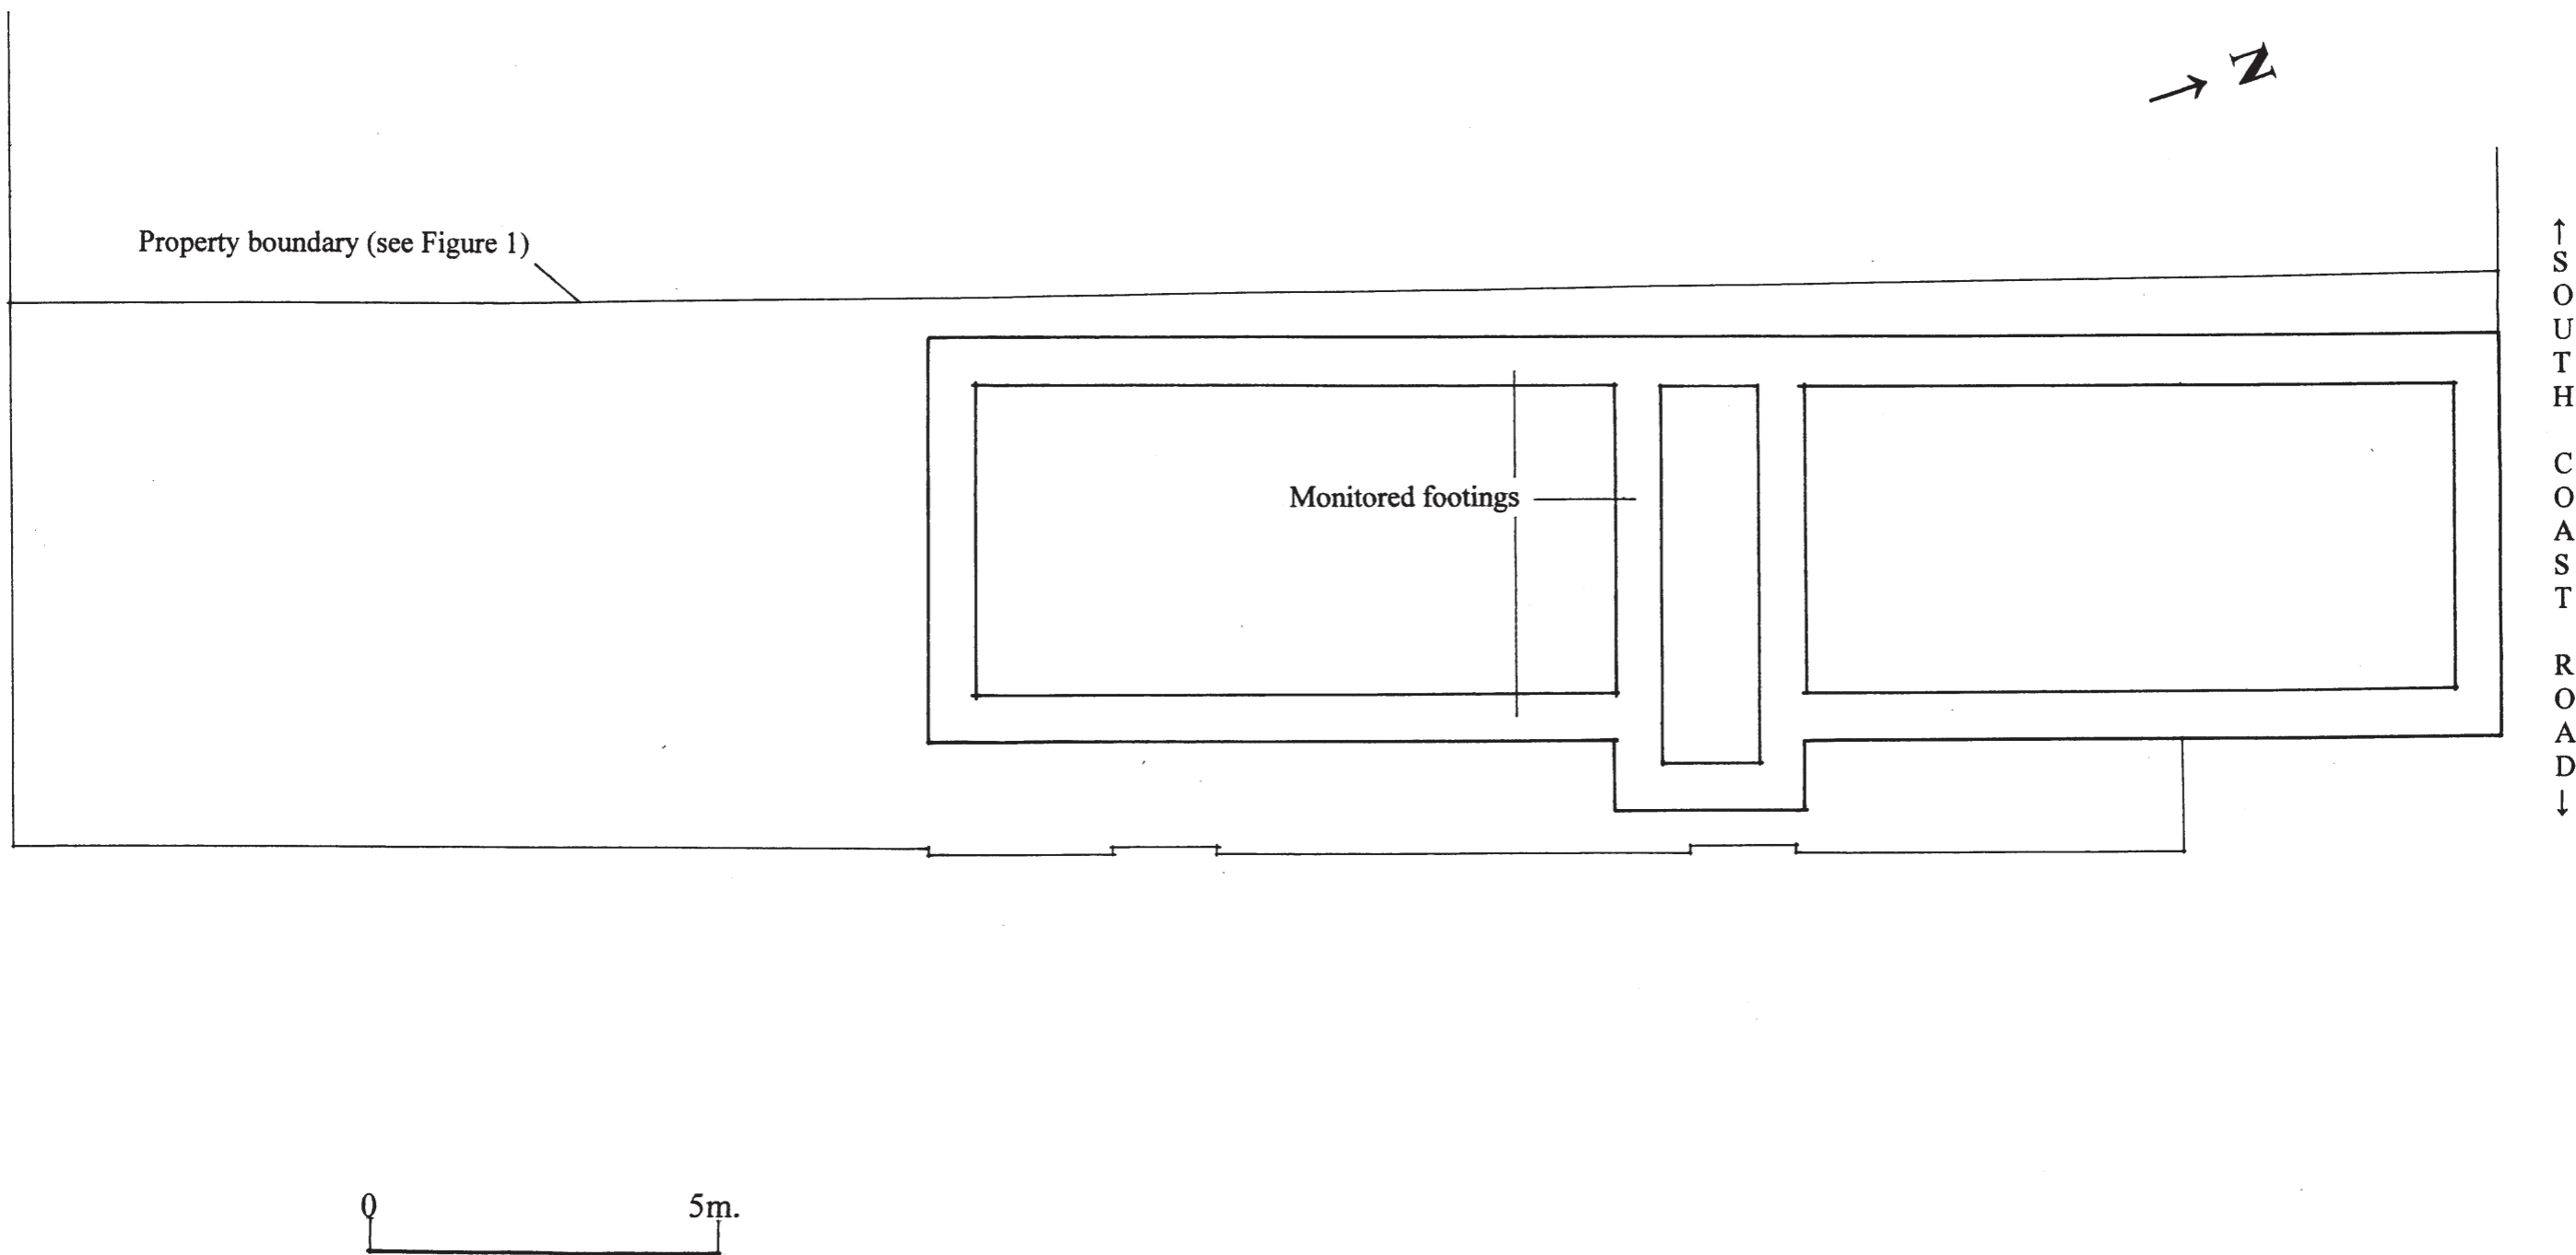 N
Property boundary (see Figure 1)
↑SOUTH COAST ROAD↓
Monitored footings
0 5m.